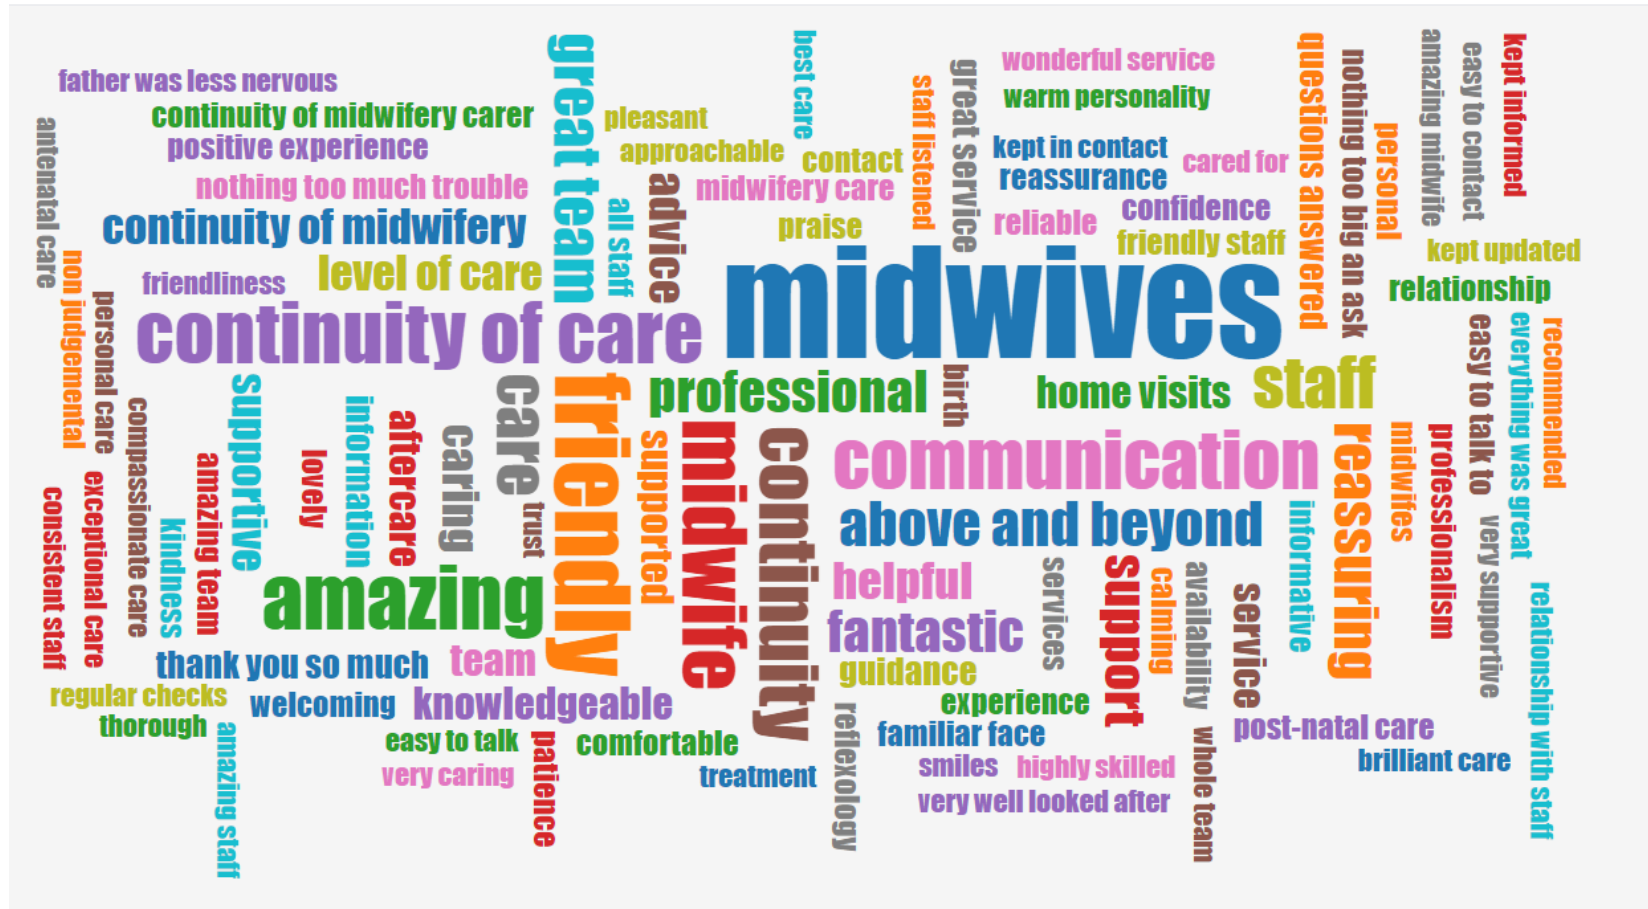 great team
best care
questions answered
amazing midwife
kept informed
easy to contact
nothing too big an ask
wonderful service
great service
father was less nervous
staff listened
warm personality
continuity of midwifery carer
pleasant
antenatal care
personal
positive experience
approachable
contact
kept in contact
cared for
reassurance
nothing too much trouble
advice
midwifery care
all staff
continuity of midwifery
praise
reliable
confidence
friendly staff
kept updated
non judgemental
level of care
friendliness
midwives
relationship
personal care
continuity of care
easy to talk to
everything was great
recommended
supportive
care
friendly
professional
birth
home visits
staff
compassionate care
information
aftercare
caring
supported
midwife
continuity
communication
reassuring
midwifes
professionalism
lovely
amazing team
exceptional care
consistent staff
kindness
trust
above and beyond
informative
very supportive
amazing
helpful
services
support
calming
availability
service
relationship with staff
fantastic
thank you so much
team
guidance
regular checks
welcoming
knowledgeable
experience
thorough
amazing staff
easy to talk
patience
comfortable
reflexology
familiar face
post-natal care
whole team
brilliant care
very caring
treatment
smiles
highly skilled
very well looked after